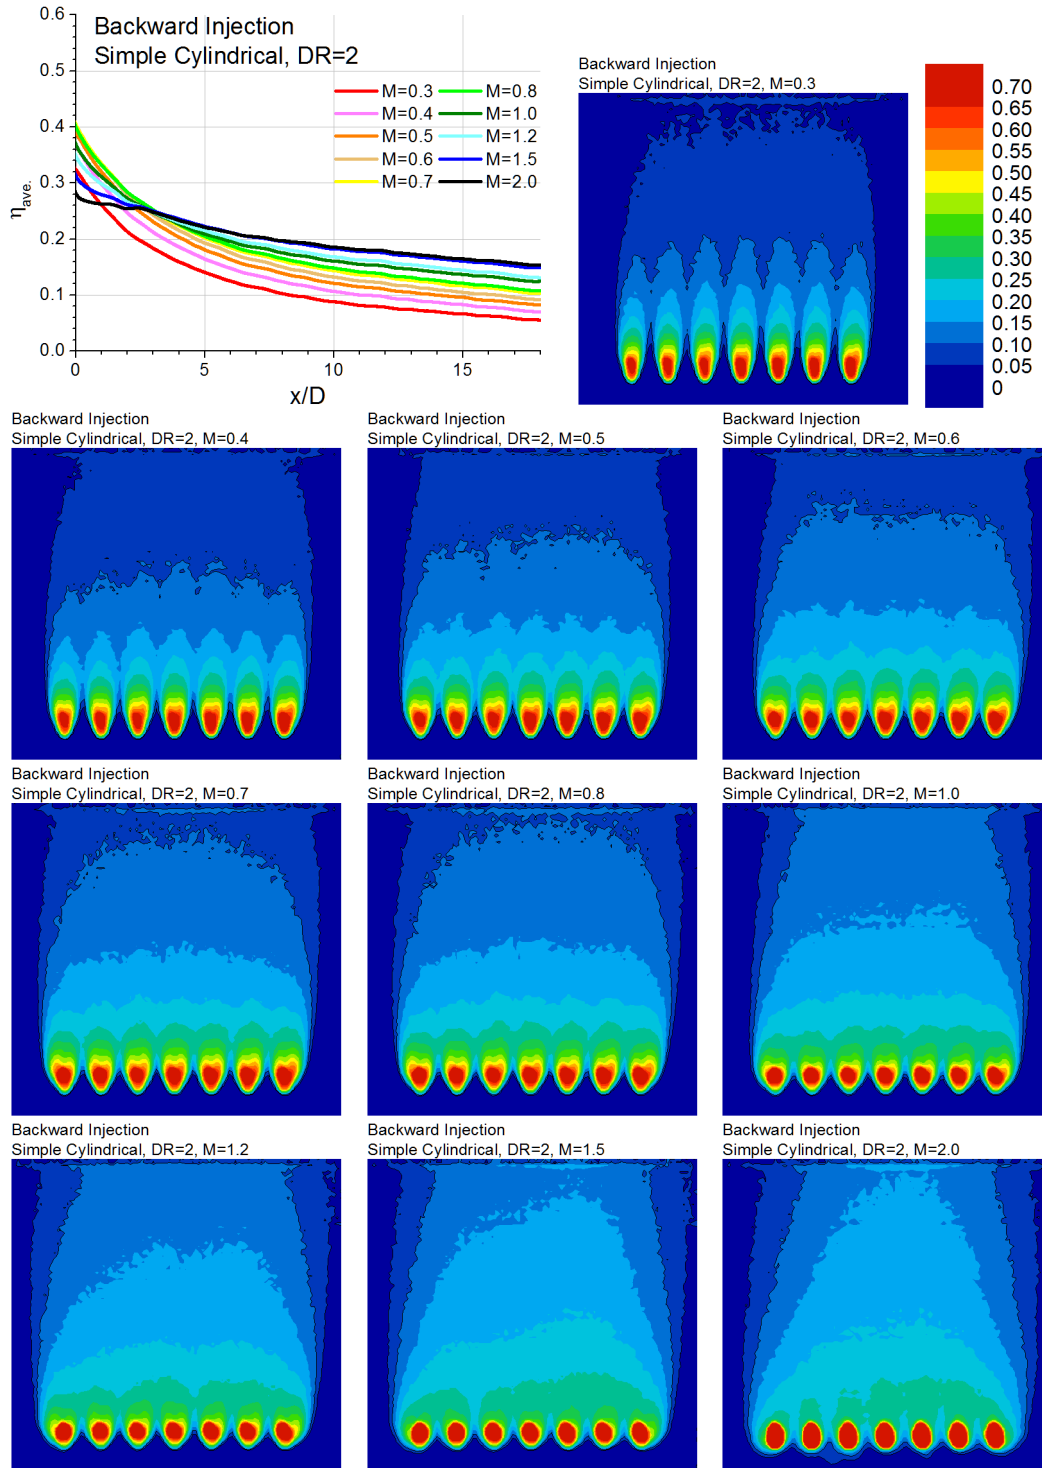 Backward Injection
Simple Cylindrical, DR=2
0.6
0.5
0.4
0.3
0.2
0.1
0.0
ηave.
M=0.3
M=0.4
M=0.5
M=0.6
M=0.7
M=0.8
M=1.0
M=1.2
M=1.5
M=2.0
0
5
10
15
x/D
Backward Injection
Simple Cylindrical, DR=2, M=0.3
0.70
0.65
0.60
0.55
0.50
0.45
0.40
0.35
0.30
0.25
0.20
0.15
0.10
0.05
0
Backward Injection
Simple Cylindrical, DR=2, M=0.4
Backward Injection
Simple Cylindrical, DR=2, M=0.5
Backward Injection
Simple Cylindrical, DR=2, M=0.6
Backward Injection
Simple Cylindrical, DR=2, M=0.7
Backward Injection
Simple Cylindrical, DR=2, M=0.8
Backward Injection
Simple Cylindrical, DR=2, M=1.0
Backward Injection
Simple Cylindrical, DR=2, M=1.2
Backward Injection
Simple Cylindrical, DR=2, M=1.5
Backward Injection
Simple Cylindrical, DR=2, M=2.0